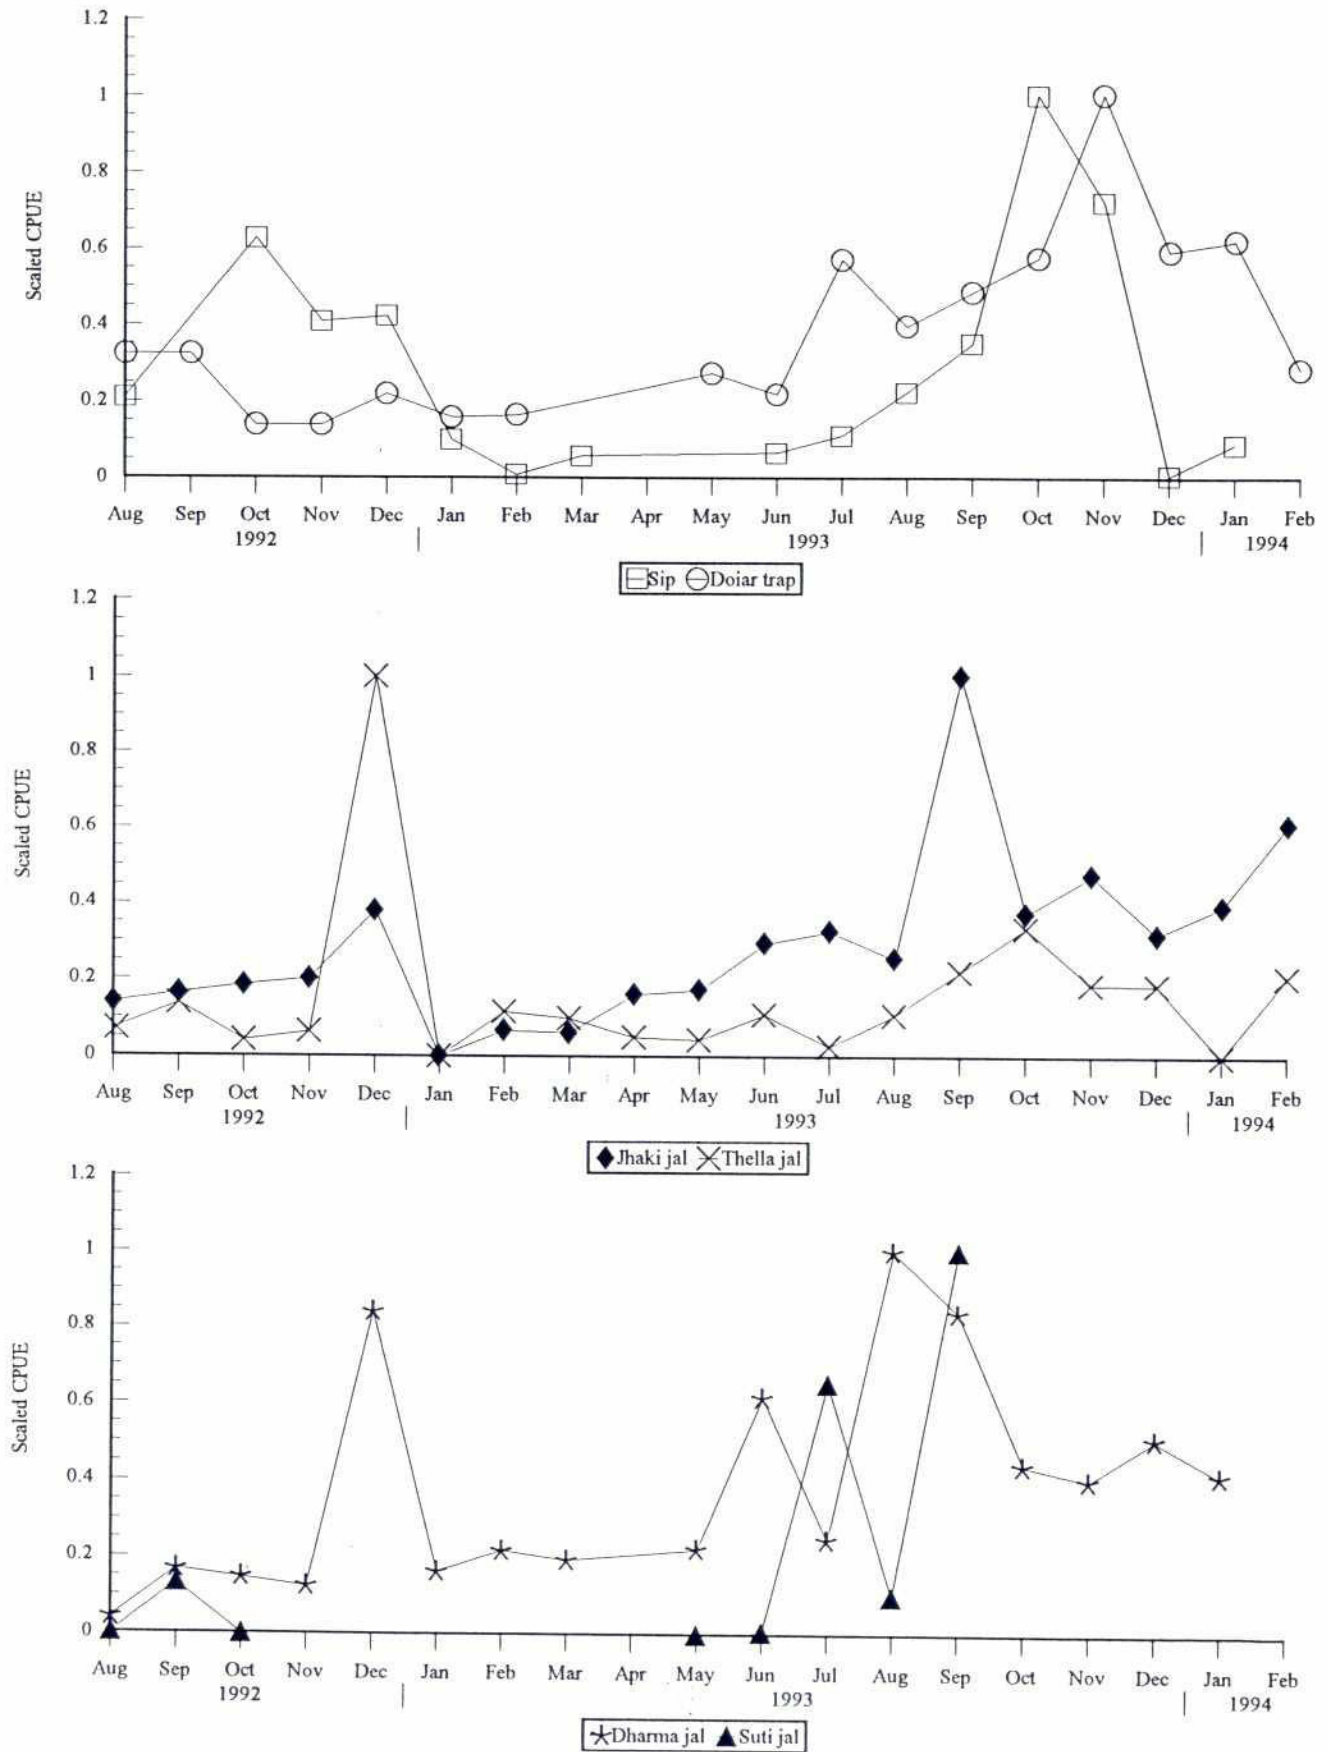 1.2
1
0.8
0.6
0.4
0.2
0
Scaled CPUE
Aug Sep Oct Nov Dec Jan Feb Mar Apr May Jun Jul Aug Sep Oct Nov Dec Jan Feb
1992 | 1993 | 1994
Sip Doiar trap
1.2
1
0.8
0.6
0.4
0.2
0
Scaled CPUE
Aug Sep Oct Nov Dec Jan Feb Mar Apr May Jun Jul Aug Sep Oct Nov Dec Jan Feb
1992 | 1993 | 1994
Jhaki jal Thella jal
1.2
1
0.8
0.6
0.4
0.2
0
Scaled CPUE
Aug Sep Oct Nov Dec Jan Feb Mar Apr May Jun Jul Aug Sep Oct Nov Dec Jan Feb
1992 | 1993 | 1994
Dharma jal Suti jal